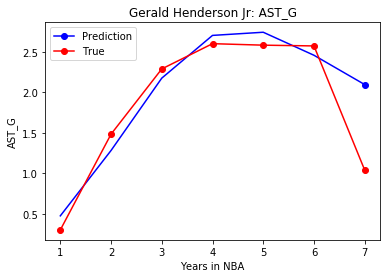 Gerald Henderson Jr: AST_G
Prediction
True
AST_G
2.5
2.0
1.5
1.0
0.5
1 2 3 4 5 6 7
Years in NBA